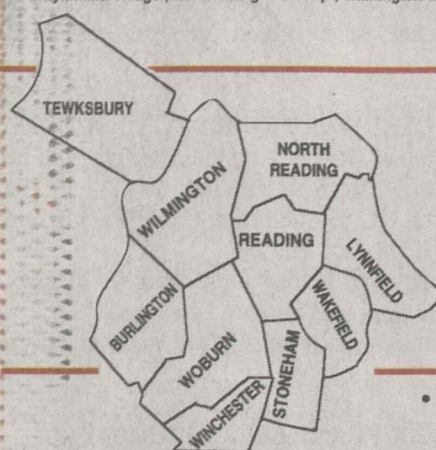 TEWKSBURY
NORTH
READING
WILMINGTON
READING
LYNNFIELD
BURLINGTON
WAKEFIELD
WOBURN
STONEHAM
WINCHESTER